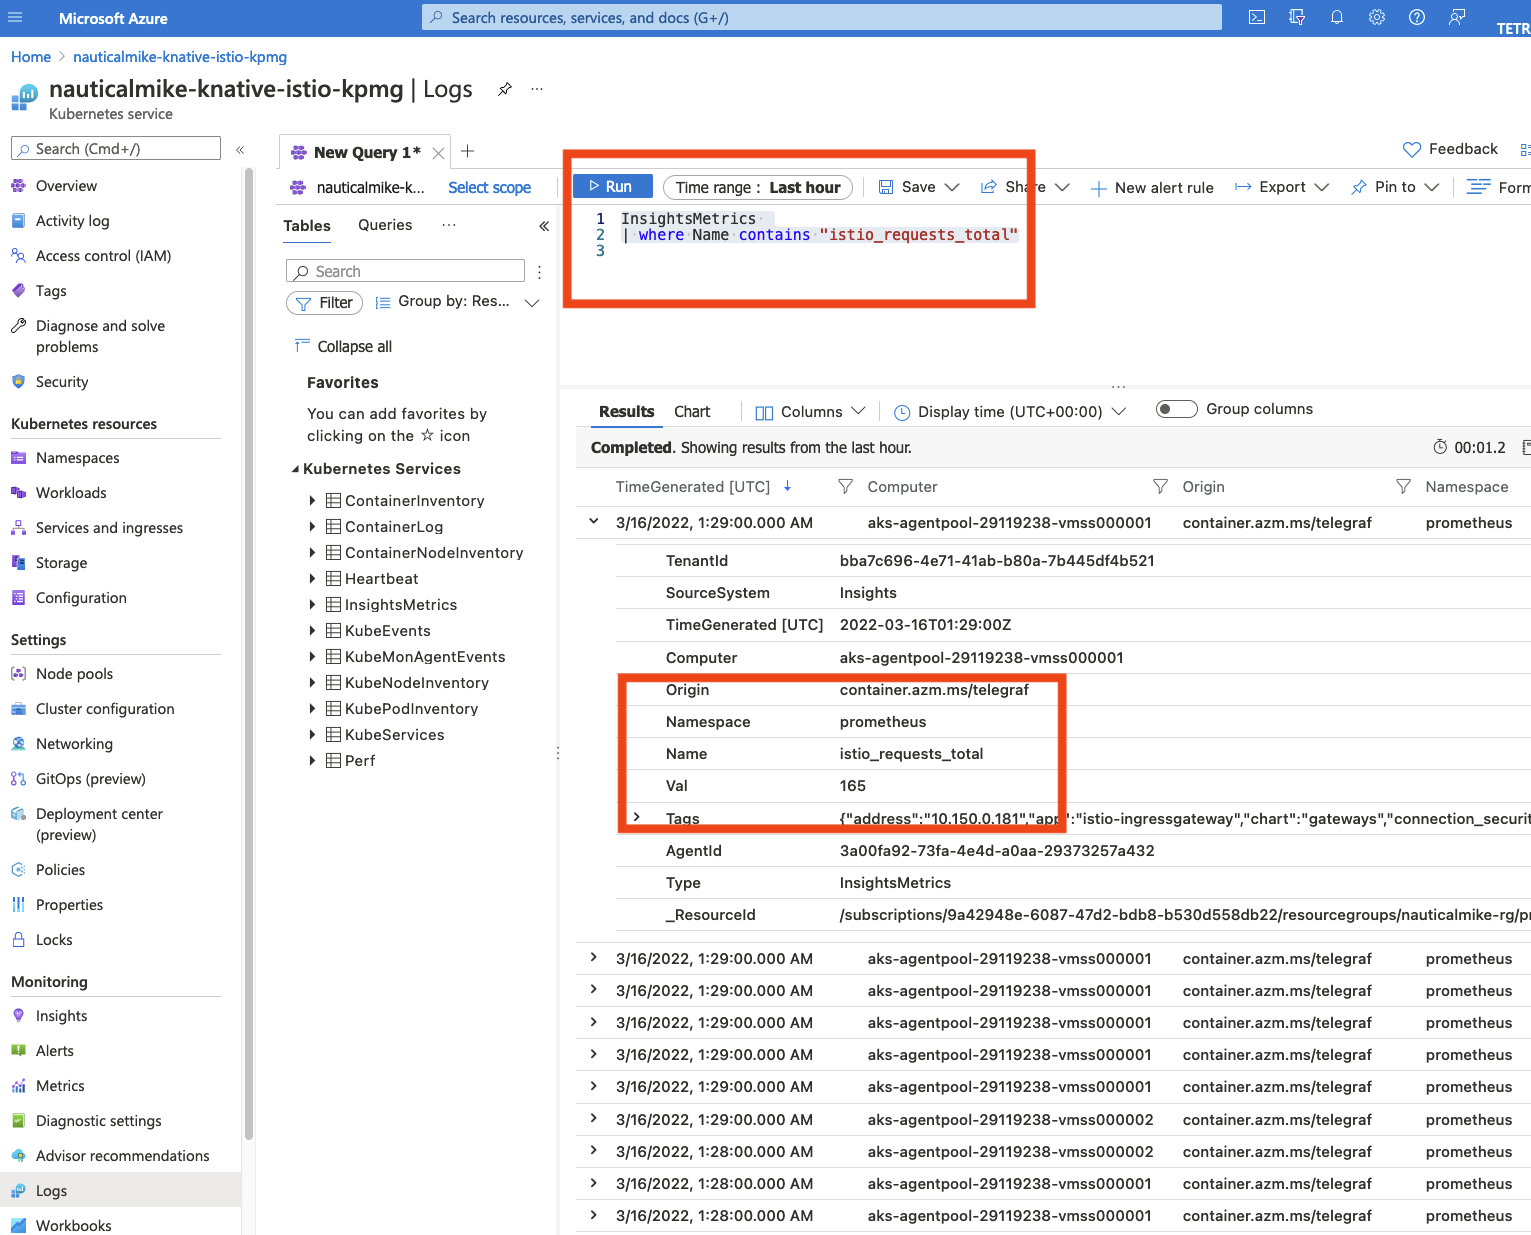 Microsoft Azure
Search resources, services, and docs (G+/)
TETR
Home > nauticalmike-knative-istio-kpmg
nauticalmike-knative-istio-kpmg | Logs
Kubernetes service
Search (Cmd+/)
Overview
Activity log
Access control (IAM)
Tags
Diagnose and solve
problems
Security
Kubernetes resources
Namespaces
Workloads
Services and ingresses
Storage
Configuration
Settings
Node pools
Cluster configuration
Networking
GitOps (preview)
Deployment center
(preview)
Policies
Properties
Locks
Monitoring
Insights
Alerts
Metrics
Diagnostic settings
Advisor recommendations
Logs
Workbooks
New Query 1*
Feedback
nauticalmike-k...
Select scope
Run
Time range : Last hour
Save
Share
New alert rule
Export
Pin to
Form
Tables
Queries
Search
Filter
Group by: Res...
Collapse all
Favorites
You can add favorites by
clicking on the ☆ icon
Kubernetes Services
ContainerInventory
ContainerLog
ContainerNodeInventory
Heartbeat
InsightsMetrics
KubeEvents
KubeMonAgentEvents
KubeNodeInventory
KubePodInventory
KubeServices
Perf
1 InsightsMetrics
2 | where Name contains "istio_requests_total"
3
Results
Chart
Columns
Display time (UTC+00:00)
Group columns
Completed. Showing results from the last hour.
00:01.2
TimeGenerated [UTC] Computer Origin Namespace
3/16/2022, 1:29:00.000 AM aks-agentpool-29119238-vmss000001 container.azm.ms/telegraf prometheus
TenantId bba7c696-4e71-41ab-b80a-7b445df4b521
SourceSystem Insights
TimeGenerated [UTC] 2022-03-16T01:29:00Z
Computer aks-agentpool-29119238-vmss000001
Origin container.azm.ms/telegraf
Namespace prometheus
Name istio_requests_total
Val 165
Tags {"address":"10.150.0.181","app":"istio-ingressgateway","chart":"gateways","connection_securit
AgentId 3a00fa92-73fa-4e4d-a0aa-29373257a432
Type InsightsMetrics
_ResourceId /subscriptions/9a42948e-6087-47d2-bdb8-b530d558db22/resourcegroups/nauticalmike-rg/pr
3/16/2022, 1:29:00.000 AM aks-agentpool-29119238-vmss000001 container.azm.ms/telegraf prometheus
3/16/2022, 1:29:00.000 AM aks-agentpool-29119238-vmss000001 container.azm.ms/telegraf prometheus
3/16/2022, 1:29:00.000 AM aks-agentpool-29119238-vmss000001 container.azm.ms/telegraf prometheus
3/16/2022, 1:29:00.000 AM aks-agentpool-29119238-vmss000001 container.azm.ms/telegraf prometheus
3/16/2022, 1:29:00.000 AM aks-agentpool-29119238-vmss000001 container.azm.ms/telegraf prometheus
3/16/2022, 1:29:00.000 AM aks-agentpool-29119238-vmss000002 container.azm.ms/telegraf prometheus
3/16/2022, 1:28:00.000 AM aks-agentpool-29119238-vmss000002 container.azm.ms/telegraf prometheus
3/16/2022, 1:28:00.000 AM aks-agentpool-29119238-vmss000001 container.azm.ms/telegraf prometheus
3/16/2022, 1:28:00.000 AM aks-agentpool-29119238-vmss000001 container.azm.ms/telegraf prometheus